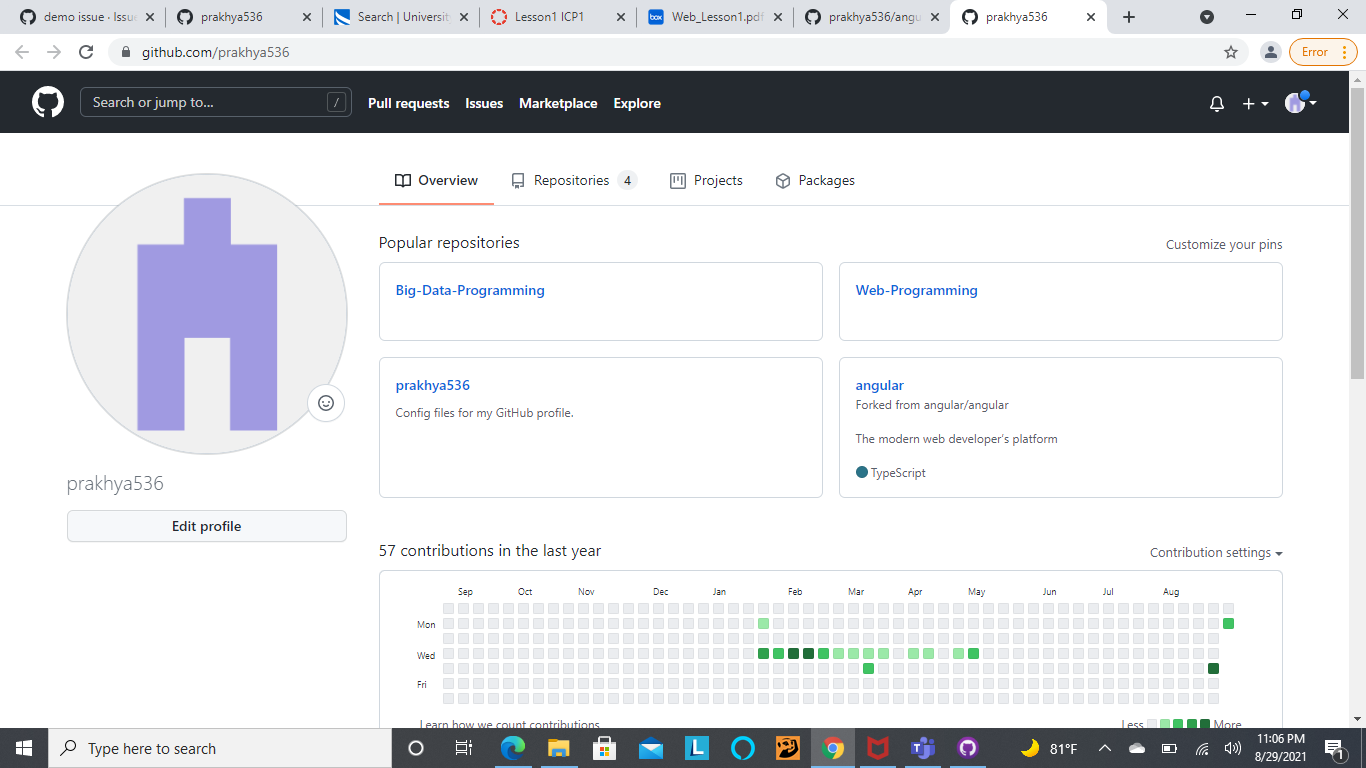 demo issue · Issue
prakhya536
Search | Universit
Lesson1 ICP1
Web_Lesson1.pdf
prakhya536/angu
prakhya536
github.com/prakhya536
Error
Search or jump to...
/
Pull requests
Issues
Marketplace
Explore
Overview
Repositories 4
Projects
Packages
Popular repositories
Customize your pins
Big-Data-Programming
Web-Programming
prakhya536
Config files for my GitHub profile.
angular
Forked from angular/angular
The modern web developer's platform
TypeScript
prakhya536
Edit profile
57 contributions in the last year
Contribution settings
Sep Oct Nov Dec Jan Feb Mar Apr May Jun Jul Aug
Mon
Wed
Fri
Learn how we count contributions
Less
More
Type here to search
box
L
81°F
11:06 PM
8/29/2021
1